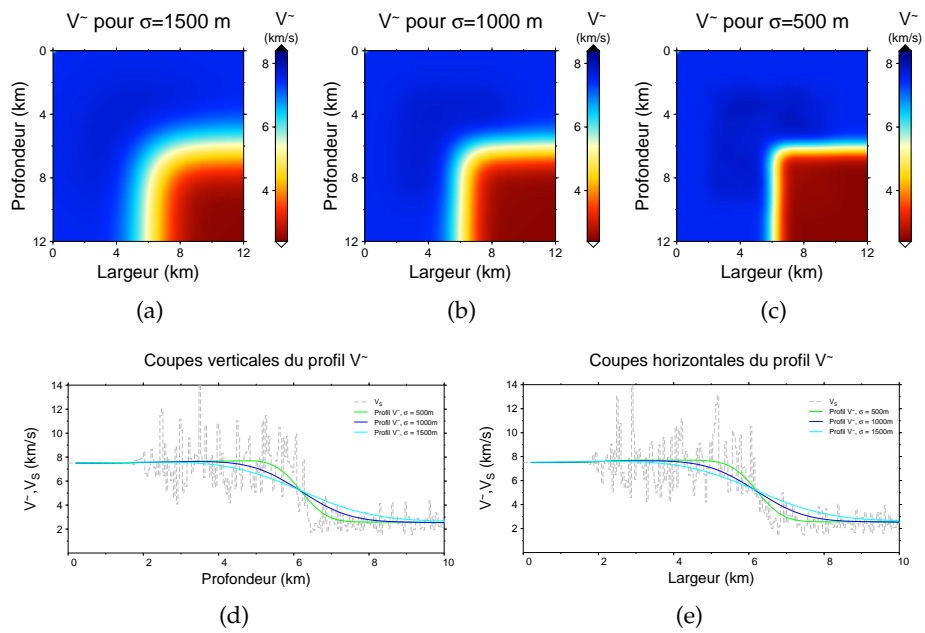 V~ pour σ=1500 m
V~
(km/s)
V~ pour σ=1000 m
V~
(km/s)
V~ pour σ=500 m
V~
(km/s)
0
4
8
12
Profondeur (km)
0 4 8 12
Largeur (km)
8
6
4
0
4
8
12
Profondeur (km)
0 4 8 12
Largeur (km)
8
6
4
0
4
8
12
Profondeur (km)
0 4 8 12
Largeur (km)
8
6
4
(a)
(b)
(c)
Coupes verticales du profil V~
14
12
10
8
6
4
2
V~,VS (km/s)
VS
Profil V~, σ = 500m
Profil V~, σ = 1000m
Profil V~, σ = 1500m
0 2 4 6 8 10
Profondeur (km)
(d)
Coupes horizontales du profil V~
14
12
10
8
6
4
2
V~,VS (km/s)
VS
Profil V~, σ = 500m
Profil V~, σ = 1000m
Profil V~, σ = 1500m
0 2 4 6 8 10
Largeur (km)
(e)